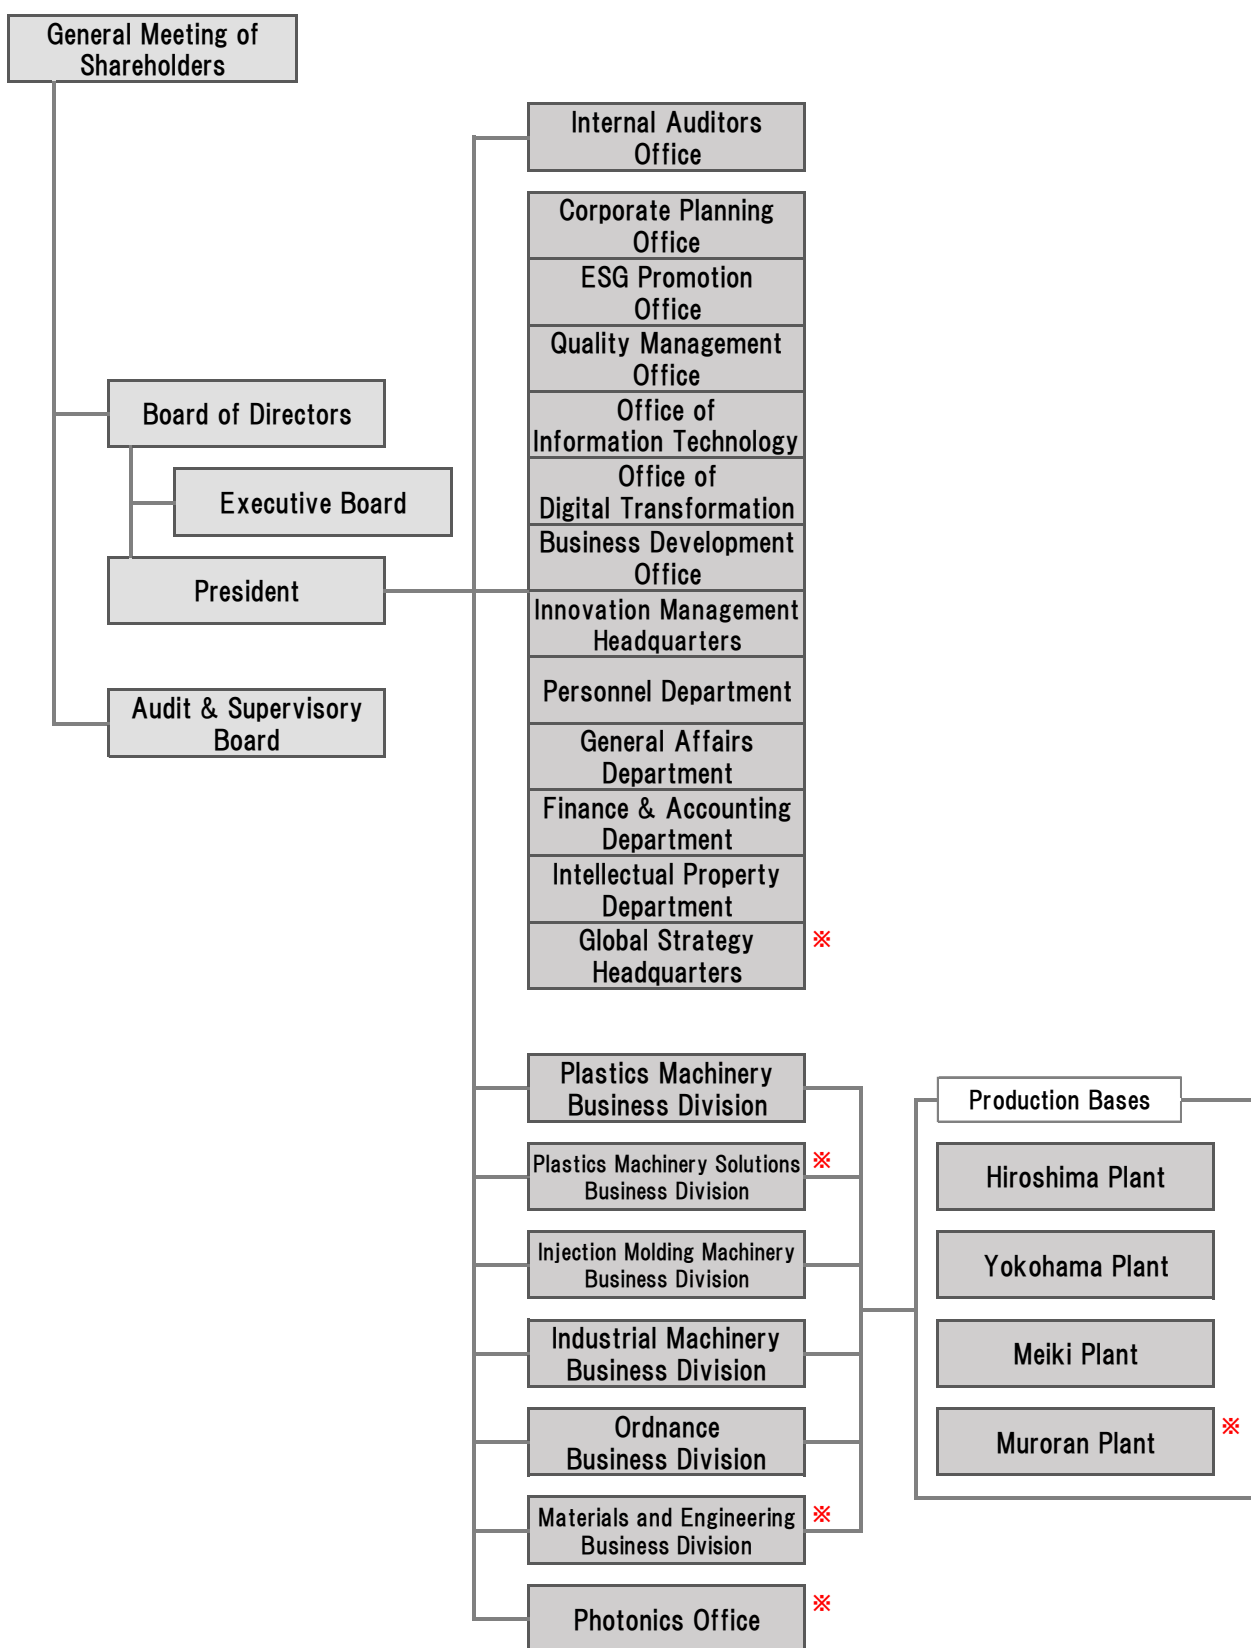 General Meeting of
Shareholders
Internal Auditors
Office
Corporate Planning
Office
ESG Promotion
Office
Quality Management
Office
Office of
Information Technology
Office of
Digital Transformation
Business Development
Office
Innovation Management
Headquarters
Personnel Department
General Affairs
Department
Finance & Accounting
Department
Intellectual Property
Department
Global Strategy ※
Headquarters
Board of Directors
Executive Board
President
Audit & Supervisory
Board
Plastics Machinery
Business Division
Plastics Machinery Solutions ※
Business Division
Injection Molding Machinery
Business Division
Industrial Machinery
Business Division
Ordnance
Business Division
Materials and Engineering ※
Business Division
Photonics Office ※
Production Bases
Hiroshima Plant
Yokohama Plant
Meiki Plant
Muroran Plant ※